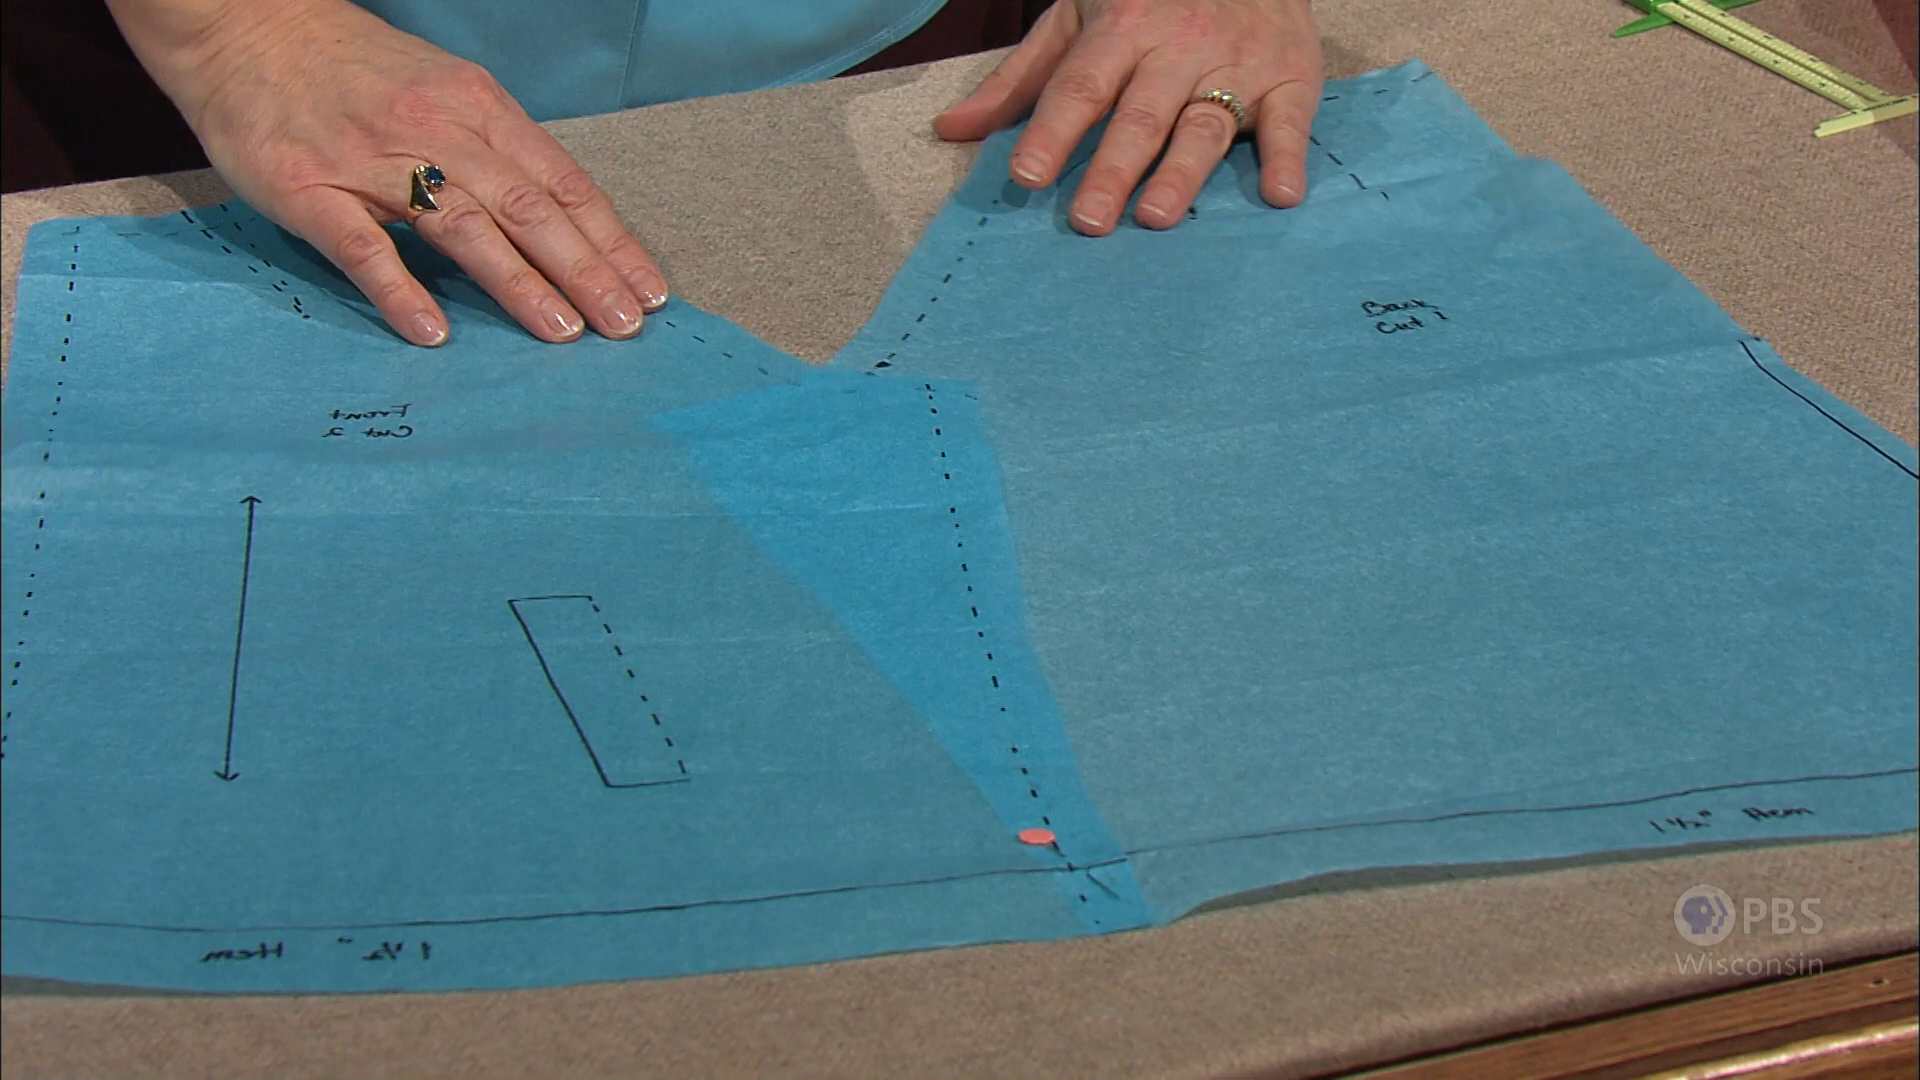 Back
Cut 1
Front
Cut 2
1 1/2" Hem
1 1/2" Hem
PBS
Wisconsin